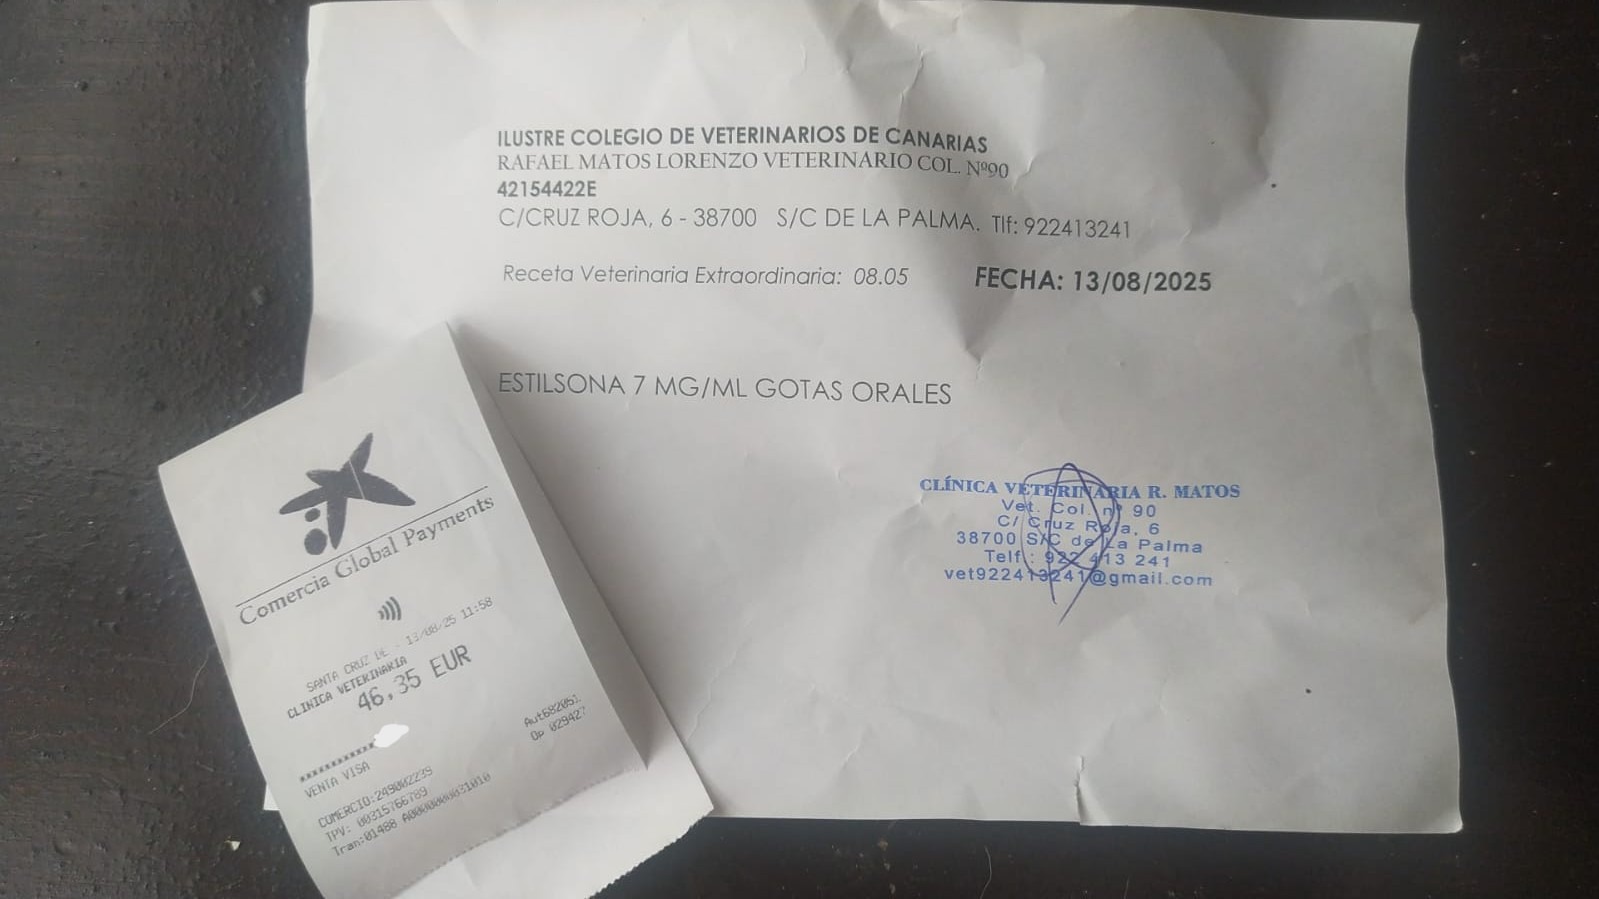 ILUSTRE COLEGIO DE VETERINARIOS DE CANARIAS
RAFAEL MATOS LORENZO VETERINARIO COL. Nº90
42154422E
C/CRUZ ROJA, 6 - 38700 S/C DE LA PALMA. Tlf: 922413241
Receta Veterinaria Extraordinaria: 08.05 FECHA: 13/08/2025
ESTILSONA 7 MG/ML GOTAS ORALES
CLÍNICA VETERINARIA R. MATOS
Vet. Col. nº 90
C/ Cruz Roja, 6
38700 S/C de La Palma
Telf.: 922 413 241
vet922413241@gmail.com
Comercia Global Payments
SANTA CRUZ DE - 13/08/25 11:58
CLINICA VETERINARIA
46,35 EUR
Aut682051
Op 029427
************
VENTA VISA
COMERCIO:249002239
TPV: 00315766789
Tran:01488 A0000000031010